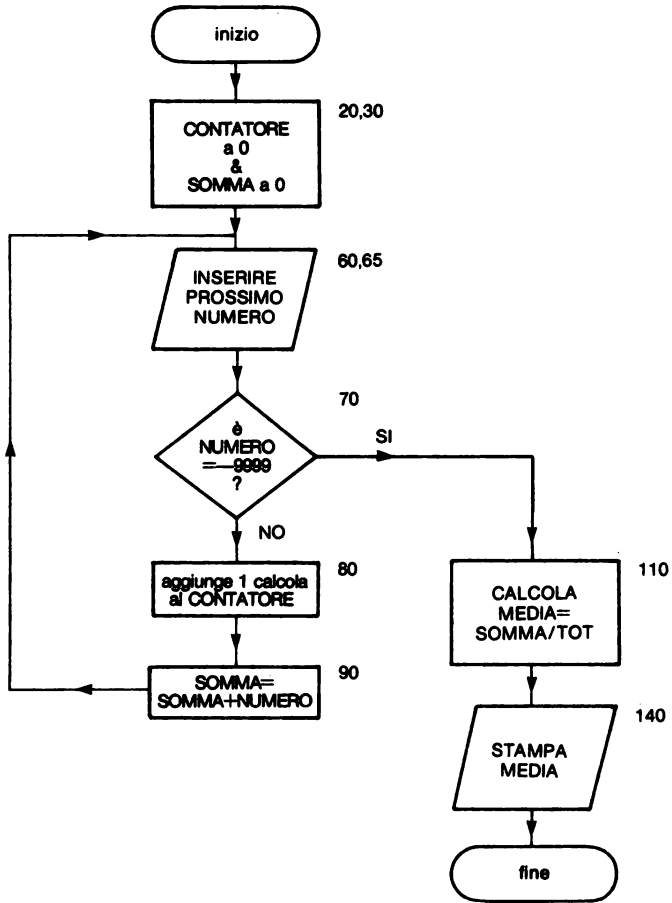 inizio
20,30
CONTATORE
a 0
&
SOMMA a 0
60,65
INSERIRE
PROSSIMO
NUMERO
70
è
NUMERO
=—9999
?
SI
NO
80
aggiunge 1 calcola
al CONTATORE
90
SOMMA=
SOMMA+NUMERO
110
CALCOLA
MEDIA=
SOMMA/TOT
140
STAMPA
MEDIA
fine